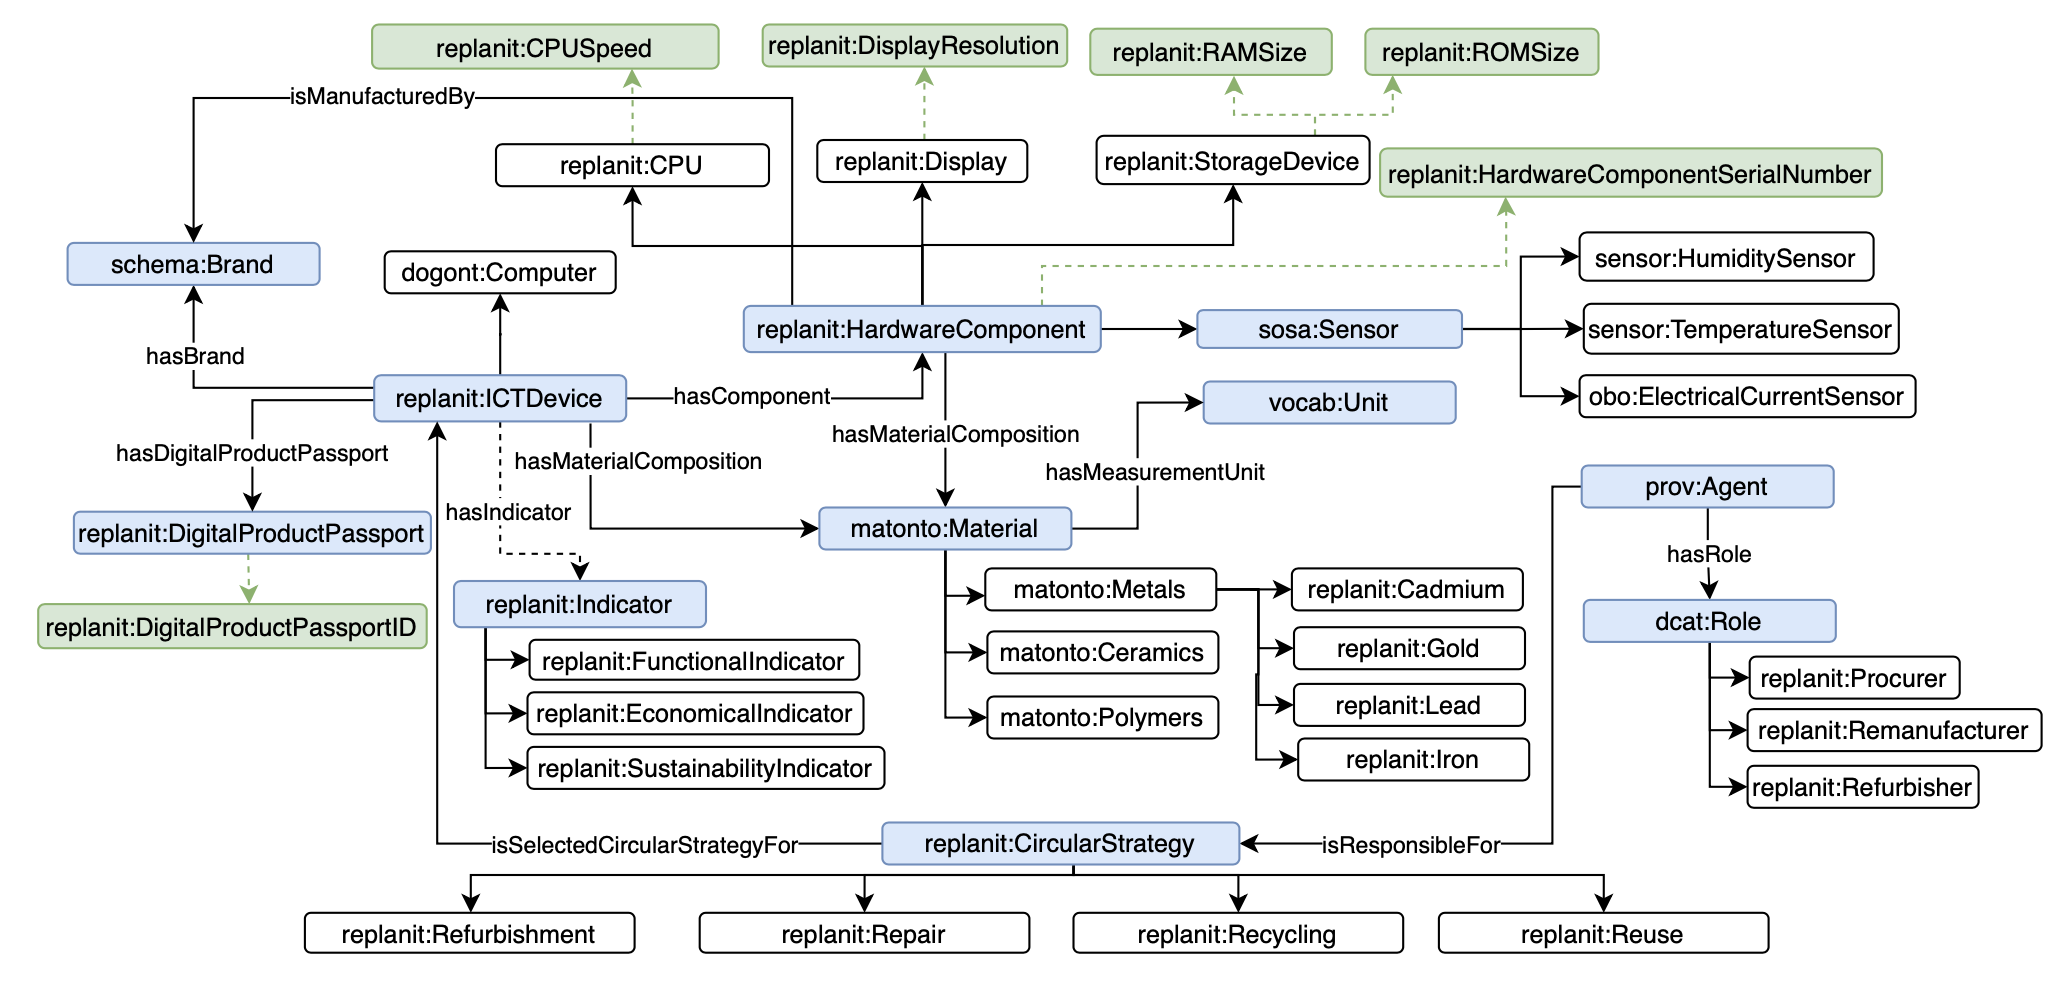 replanit:CPUSpeed
replanit:DisplayResolution
replanit:RAMSize
replanit:ROMSize
isManufacturedBy
replanit:CPU
replanit:Display
replanit:StorageDevice
replanit:HardwareComponentSerialNumber
schema:Brand
dogont:Computer
sensor:HumiditySensor
replanit:HardwareComponent
sosa:Sensor
sensor:TemperatureSensor
hasBrand
replanit:ICTDevice
hasComponent
vocab:Unit
obo:ElectricalCurrentSensor
hasMaterialComposition
hasDigitalProductPassport
hasMaterialComposition
hasMeasurementUnit
prov:Agent
hasIndicator
replanit:DigitalProductPassport
matonto:Material
hasRole
replanit:Indicator
matonto:Metals
replanit:Cadmium
replanit:DigitalProductPassportID
dcat:Role
replanit:FunctionalIndicator
matonto:Ceramics
replanit:Gold
replanit:Procurer
replanit:EconomicalIndicator
matonto:Polymers
replanit:Lead
replanit:Remanufacturer
replanit:SustainabilityIndicator
replanit:Iron
replanit:Refurbisher
isSelectedCircularStrategyFor
replanit:CircularStrategy
isResponsibleFor
replanit:Refurbishment
replanit:Repair
replanit:Recycling
replanit:Reuse